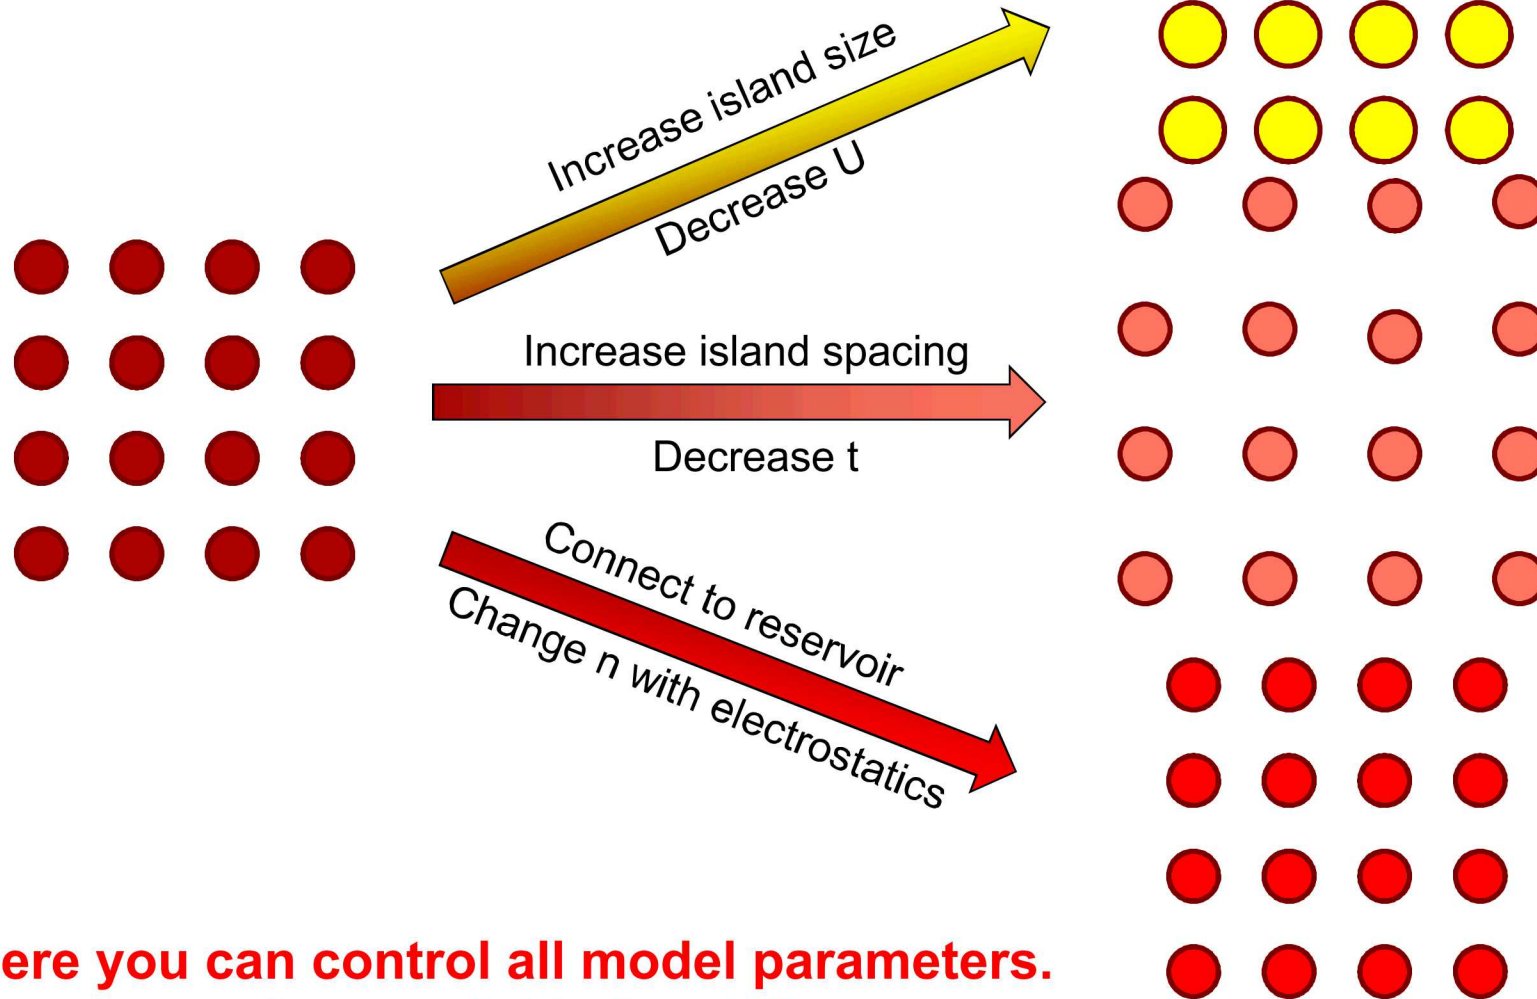 Increase island size
Decrease U
Increase island spacing
Decrease t
Connect to reservoir
Change n with electrostatics
ere you can control all model parameters.